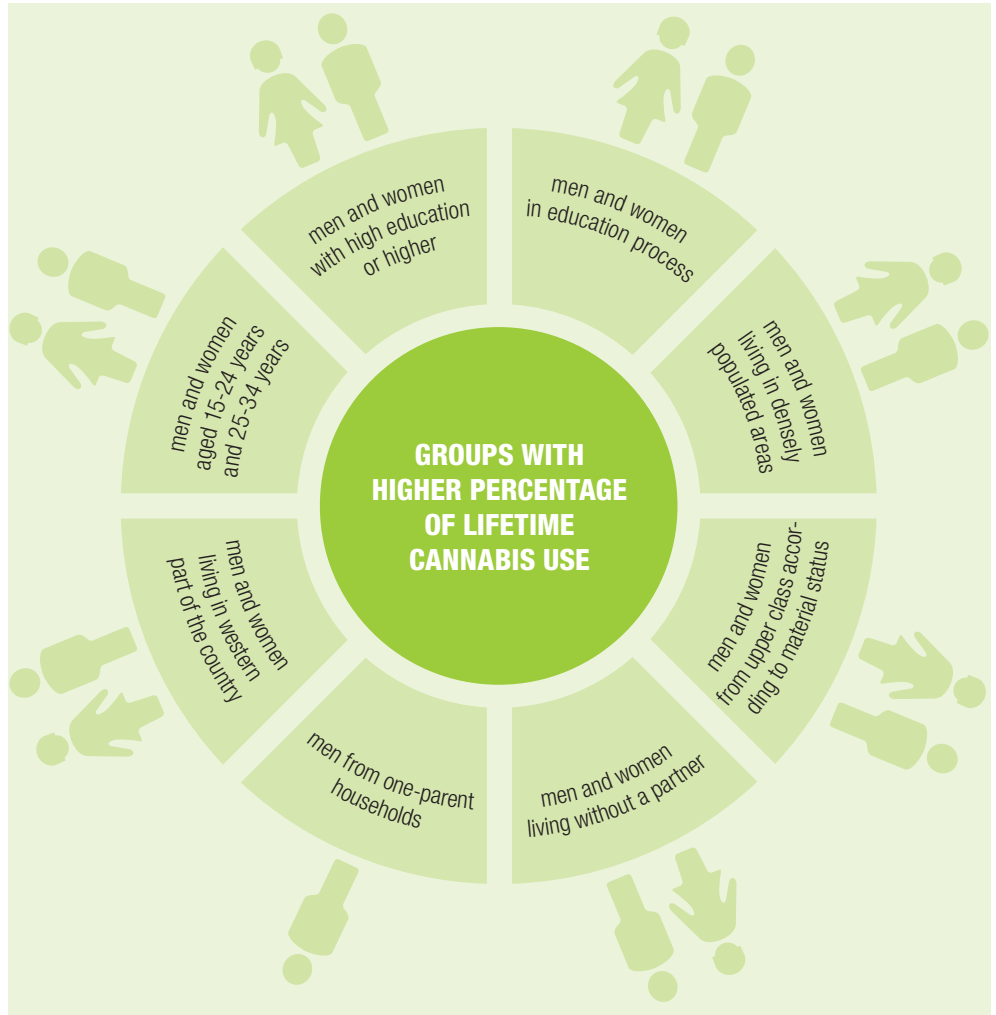 men and women
with high education
or higher
men and women
in education process
men and women
living in densely
populated areas
men and women
from upper class accor-
ding to material status
men and women
living without a partner
men from one-parent
households
men and women
living in western
part of the country
men and women
aged 15-24 years
and 25-34 years
GROUPS WITH
HIGHER PERCENTAGE
OF LIFETIME
CANNABIS USE